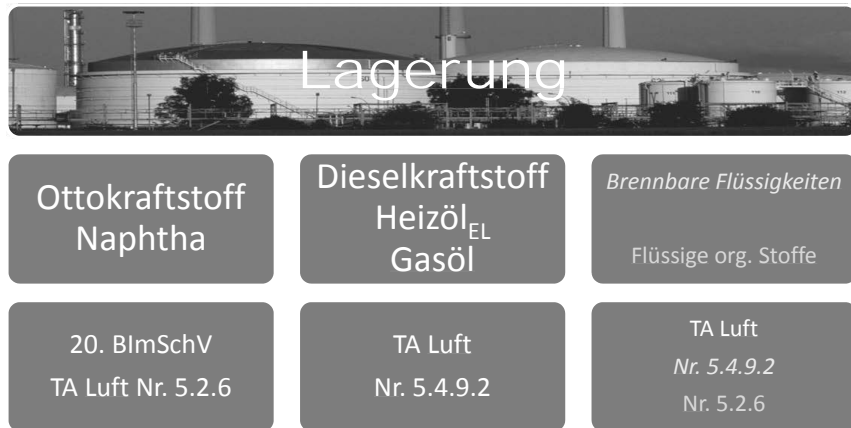 Lagerung
Ottokraftstoff
Naphtha
Dieselkraftstoff
Heizöl_EL
Gasöl
Brennbare Flüssigkeiten
Flüssige org. Stoffe
20. BImSchV
TA Luft Nr. 5.2.6
TA Luft
Nr. 5.4.9.2
TA Luft
Nr. 5.4.9.2
Nr. 5.2.6